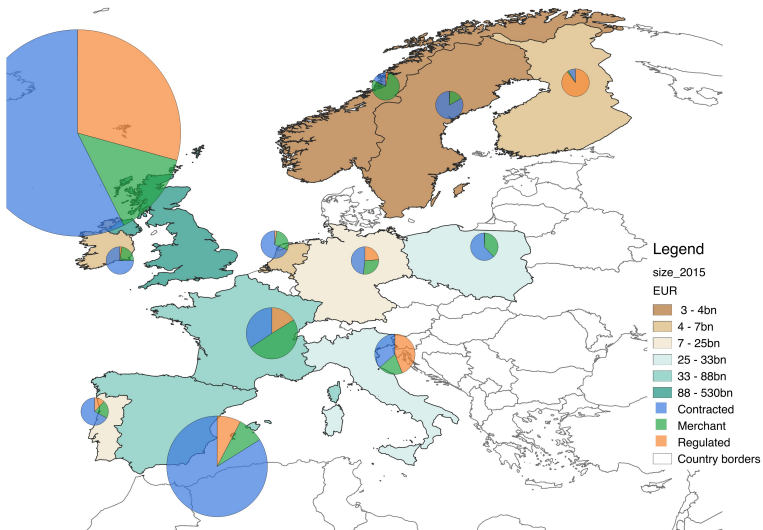 Legend
size_2015
EUR
3 - 4bn
4 - 7bn
7 - 25bn
25 - 33bn
33 - 88bn
88 - 530bn
Contracted
Merchant
Regulated
Country borders